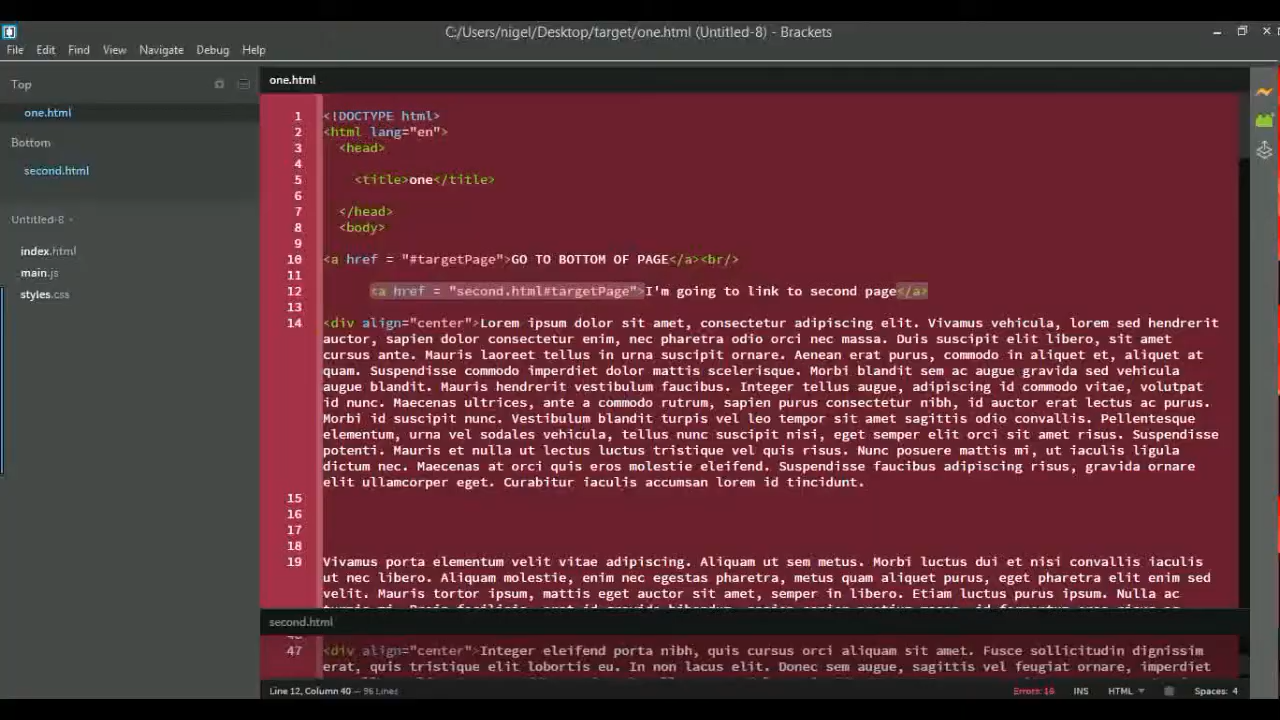 C:/Users/nigel/Desktop/target/one.html (Untitled-8) - Brackets
File Edit Find View Navigate Debug Help
Top
one.html
Bottom
second.html
Untitled-8
index.html
main.js
styles.css
one.html
1 <!DOCTYPE html>
2 <html lang="en">
3 <head>
4
5 <title>one</title>
6
7 </head>
8 <body>
9
10 <a href = "#targetPage">GO TO BOTTOM OF PAGE</a><br/>
11
12 <a href = "second.html#targetPage">I'm going to link to second page</a>
13
14 <div align="center">Lorem ipsum dolor sit amet, consectetur adipiscing elit. Vivamus vehicula, lorem sed hendrerit
auctor, sapien dolor consectetur enim, nec pharetra odio orci nec massa. Duis suscipit elit libero, sit amet
cursus ante. Mauris laoreet tellus in urna suscipit ornare. Aenean erat purus, commodo in aliquet et, aliquet at
quam. Suspendisse commodo imperdiet dolor mattis scelerisque. Morbi blandit sem ac augue gravida sed vehicula
augue blandit. Mauris hendrerit vestibulum faucibus. Integer tellus augue, adipiscing id commodo vitae, volutpat
id nunc. Maecenas ultrices, ante a commodo rutrum, sapien purus consectetur nibh, id auctor erat lectus ac purus.
Morbi id suscipit nunc. Vestibulum blandit turpis vel leo tempor sit amet sagittis odio convallis. Pellentesque
elementum, urna vel sodales vehicula, tellus nunc suscipit nisi, eget semper elit orci sit amet risus. Suspendisse
potenti. Mauris et nulla ut lectus luctus tristique vel quis risus. Nunc posuere mattis mi, ut iaculis ligula
dictum nec. Maecenas at orci quis eros molestie eleifend. Suspendisse faucibus adipiscing risus, gravida ornare
elit ullamcorper eget. Curabitur iaculis accumsan lorem id tincidunt.
15
16
17
18
19 Vivamus porta elementum velit vitae adipiscing. Aliquam ut sem metus. Morbi luctus dui et nisi convallis iaculis
ut nec libero. Aliquam molestie, enim nec egestas pharetra, metus quam aliquet purus, eget pharetra elit enim sed
velit. Mauris tortor ipsum, mattis eget auctor sit amet, semper in libero. Etiam luctus purus ipsum. Nulla ac
second.html
47 <div align="center">Integer eleifend porta nibh, quis cursus orci aliquam sit amet. Fusce sollicitudin dignissim
erat, quis tristique elit lobortis eu. In non lacus elit. Donec sem augue, sagittis vel feugiat ornare, imperdiet
Line 12, Column 40 — 96 Lines Errors: 16 INS HTML Spaces: 4